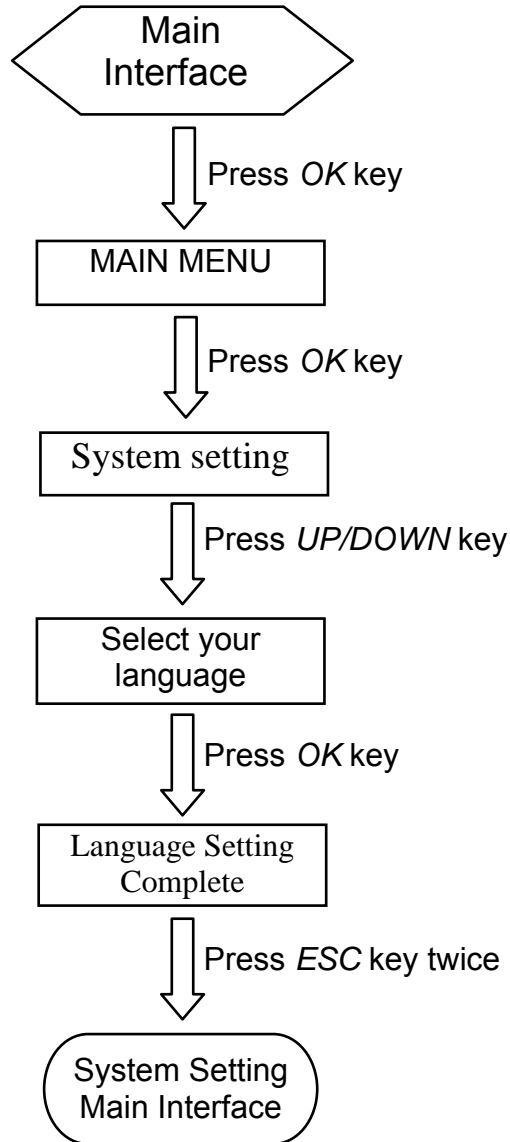 Main
Interface
Press OK key
MAIN MENU
Press OK key
System setting
Press UP/DOWN key
Select your
language
Press OK key
Language Setting
Complete
Press ESC key twice
System Setting
Main Interface